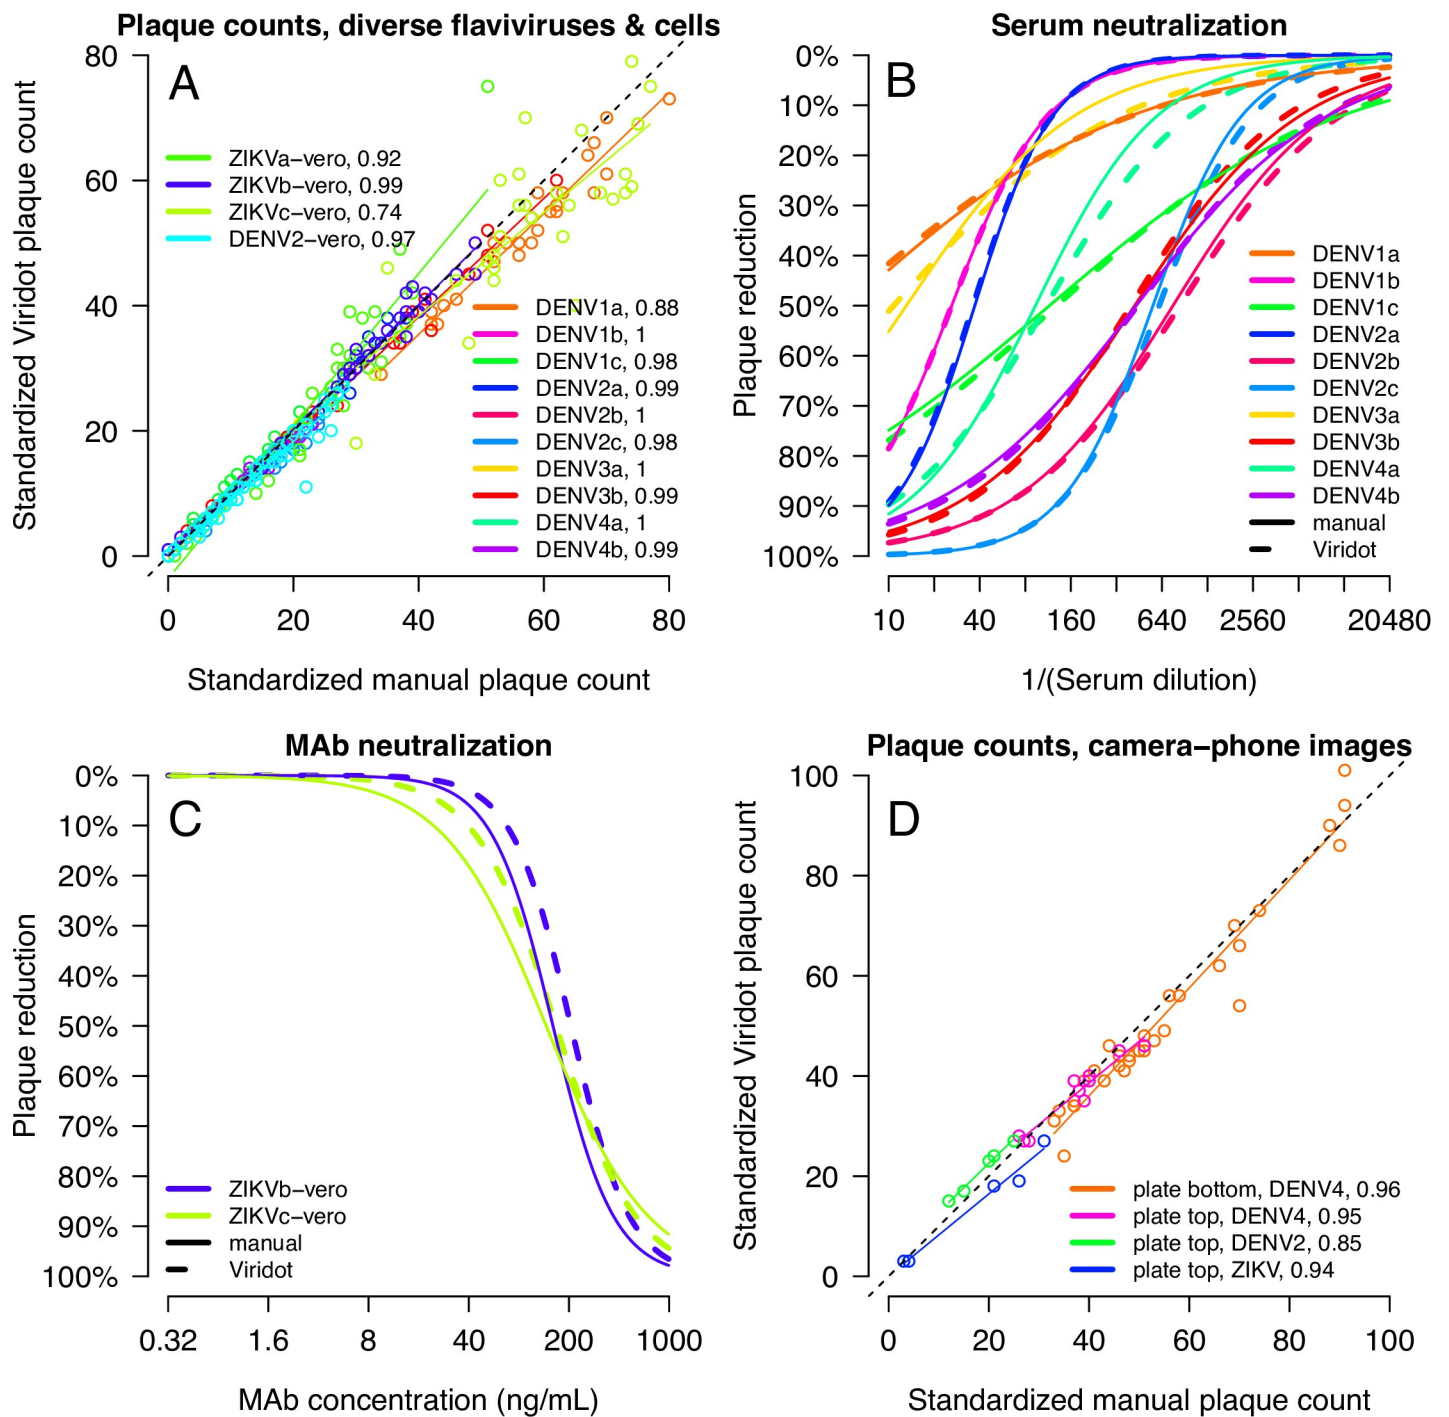 Plaque counts, diverse flaviviruses & cells
A
Standardized Viridot plaque count
80
60
40
20
0
ZIKVa−vero, 0.92
ZIKVb−vero, 0.99
ZIKVc−vero, 0.74
DENV2−vero, 0.97
DENV1a, 0.88
DENV1b, 1
DENV1c, 0.98
DENV2a, 0.99
DENV2b, 1
DENV2c, 0.98
DENV3a, 1
DENV3b, 0.99
DENV4a, 1
DENV4b, 0.99
0 20 40 60 80
Standardized manual plaque count
Serum neutralization
B
Plaque reduction
0%
10%
20%
30%
40%
50%
60%
70%
80%
90%
100%
DENV1a
DENV1b
DENV1c
DENV2a
DENV2b
DENV2c
DENV3a
DENV3b
DENV4a
DENV4b
manual
Viridot
10 40 160 640 2560 20480
1/(Serum dilution)
MAb neutralization
C
Plaque reduction
0%
10%
20%
30%
40%
50%
60%
70%
80%
90%
100%
ZIKVb−vero
ZIKVc−vero
manual
Viridot
0.32 1.6 8 40 200 1000
MAb concentration (ng/mL)
Plaque counts, camera−phone images
D
Standardized Viridot plaque count
100
80
60
40
20
0
plate bottom, DENV4, 0.96
plate top, DENV4, 0.95
plate top, DENV2, 0.85
plate top, ZIKV, 0.94
0 20 40 60 80 100
Standardized manual plaque count